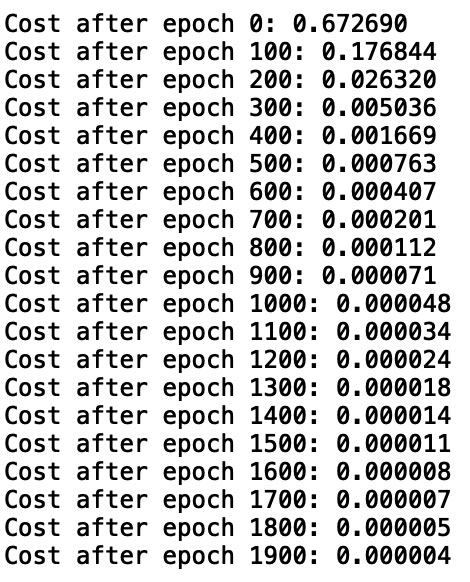 Cost after epoch 0: 0.672690
Cost after epoch 100: 0.176844
Cost after epoch 200: 0.026320
Cost after epoch 300: 0.005036
Cost after epoch 400: 0.001669
Cost after epoch 500: 0.000763
Cost after epoch 600: 0.000407
Cost after epoch 700: 0.000201
Cost after epoch 800: 0.000112
Cost after epoch 900: 0.000071
Cost after epoch 1000: 0.000048
Cost after epoch 1100: 0.000034
Cost after epoch 1200: 0.000024
Cost after epoch 1300: 0.000018
Cost after epoch 1400: 0.000014
Cost after epoch 1500: 0.000011
Cost after epoch 1600: 0.000008
Cost after epoch 1700: 0.000007
Cost after epoch 1800: 0.000005
Cost after epoch 1900: 0.000004